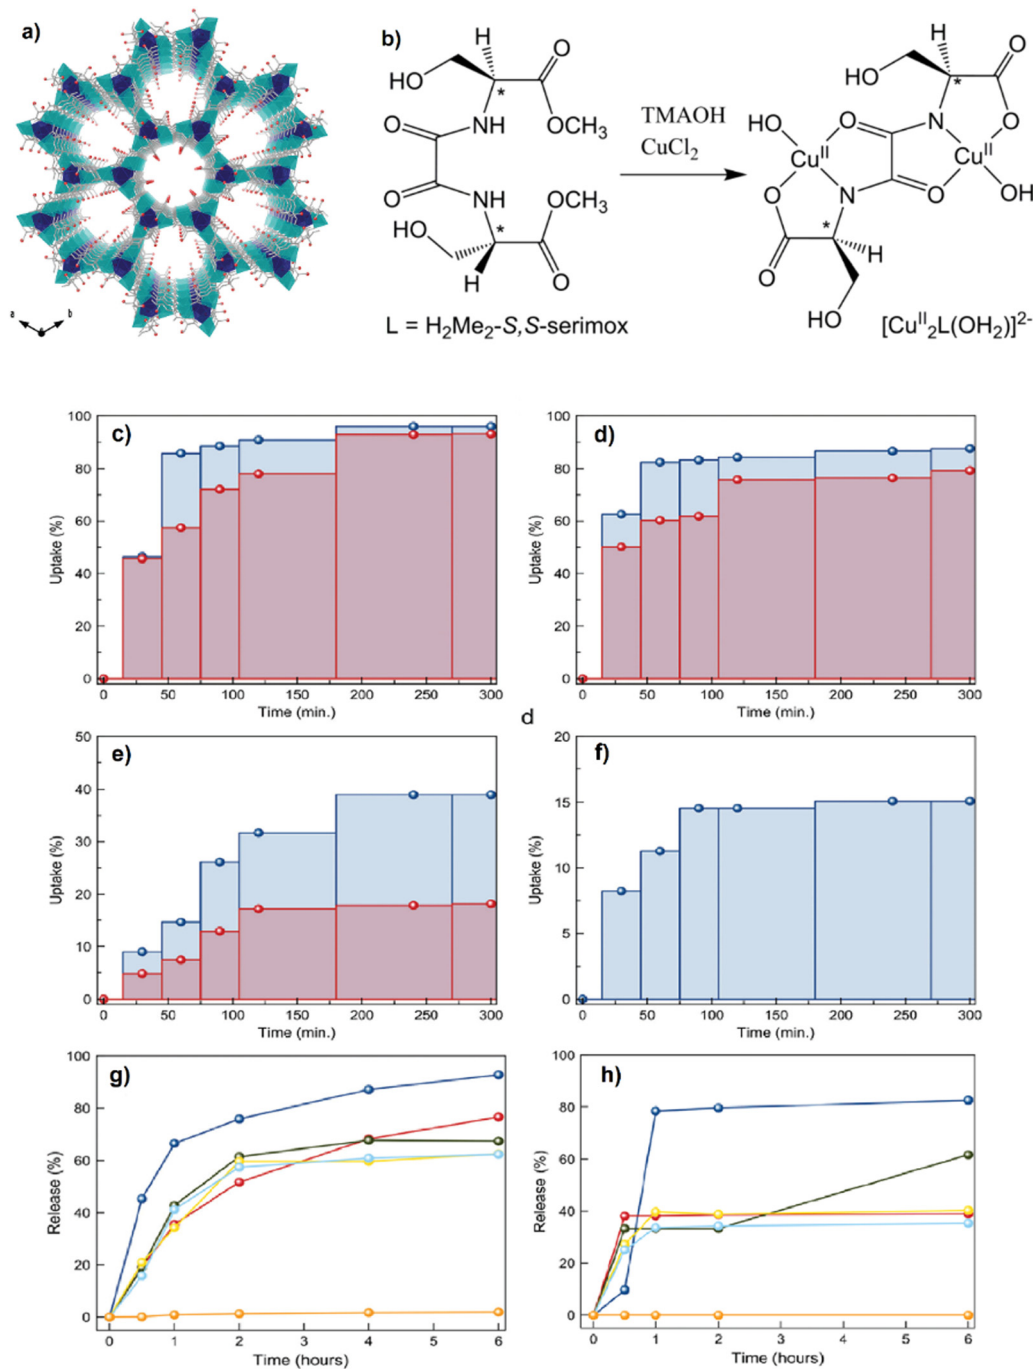 a)
a
b
b)
H
HO
*
O
OCH3
NH
O
O
NH
OCH3
O
HO
*
H
L = H2Me2-S,S-serimox
TMAOH
CuCl2
H
HO
*
O
O
HO
O
N
CuII
CuII
OH
O
N
O
O
*
H
HO
[CuII2L(OH2)]2-
c)
Uptake (%)
100
80
60
40
20
0
0 50 100 150 200 250 300
Time (min.)
d)
Uptake (%)
100
80
60
40
20
0
0 50 100 150 200 250 300
Time (min.)
d
e)
Uptake (%)
50
40
30
20
10
0
0 50 100 150 200 250 300
Time (min.)
f)
Uptake (%)
20
15
10
5
0
0 50 100 150 200 250 300
Time (min.)
g)
Release (%)
100
80
60
40
20
0
0 1 2 3 4 5 6
Time (hours)
h)
Release (%)
100
80
60
40
20
0
0 1 2 3 4 5 6
Time (hours)